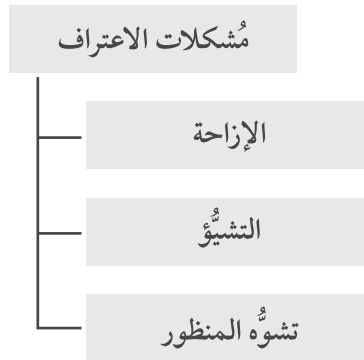 مُشكلات الاعتراف
الإزاحة
التشيُّؤ
تشوُّه المنظور